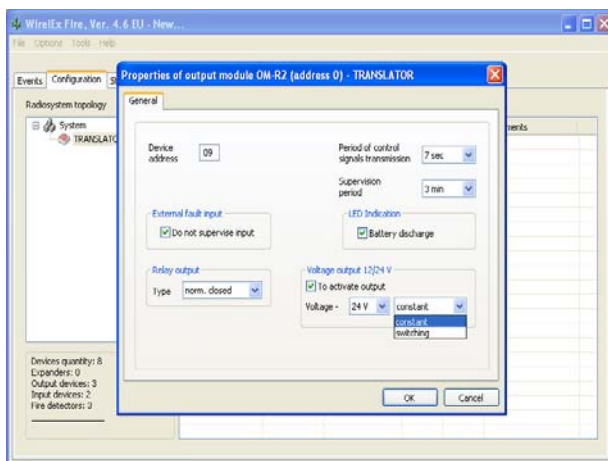 WirelEx Fire, Ver. 4.6 EU - New...
File Options Tools Help
Events Configuration
Radiosystem topology
System
Properties of output module OM-R2 (address 0) - TRANSLATOR
General
Device address
09
Period of control signals transmission
7 sec
Supervision period
3 min
External fault input
Do not supervise input
LED Indication
Battery discharge
Relay output
Type norm. closed
Voltage output 12/24 V
To activate output
Voltage - 24 V constant
constant
switching
OK Cancel
Devices quantity: 8
Expanders: 0
Output devices: 3
Input devices: 2
Fire detectors: 3